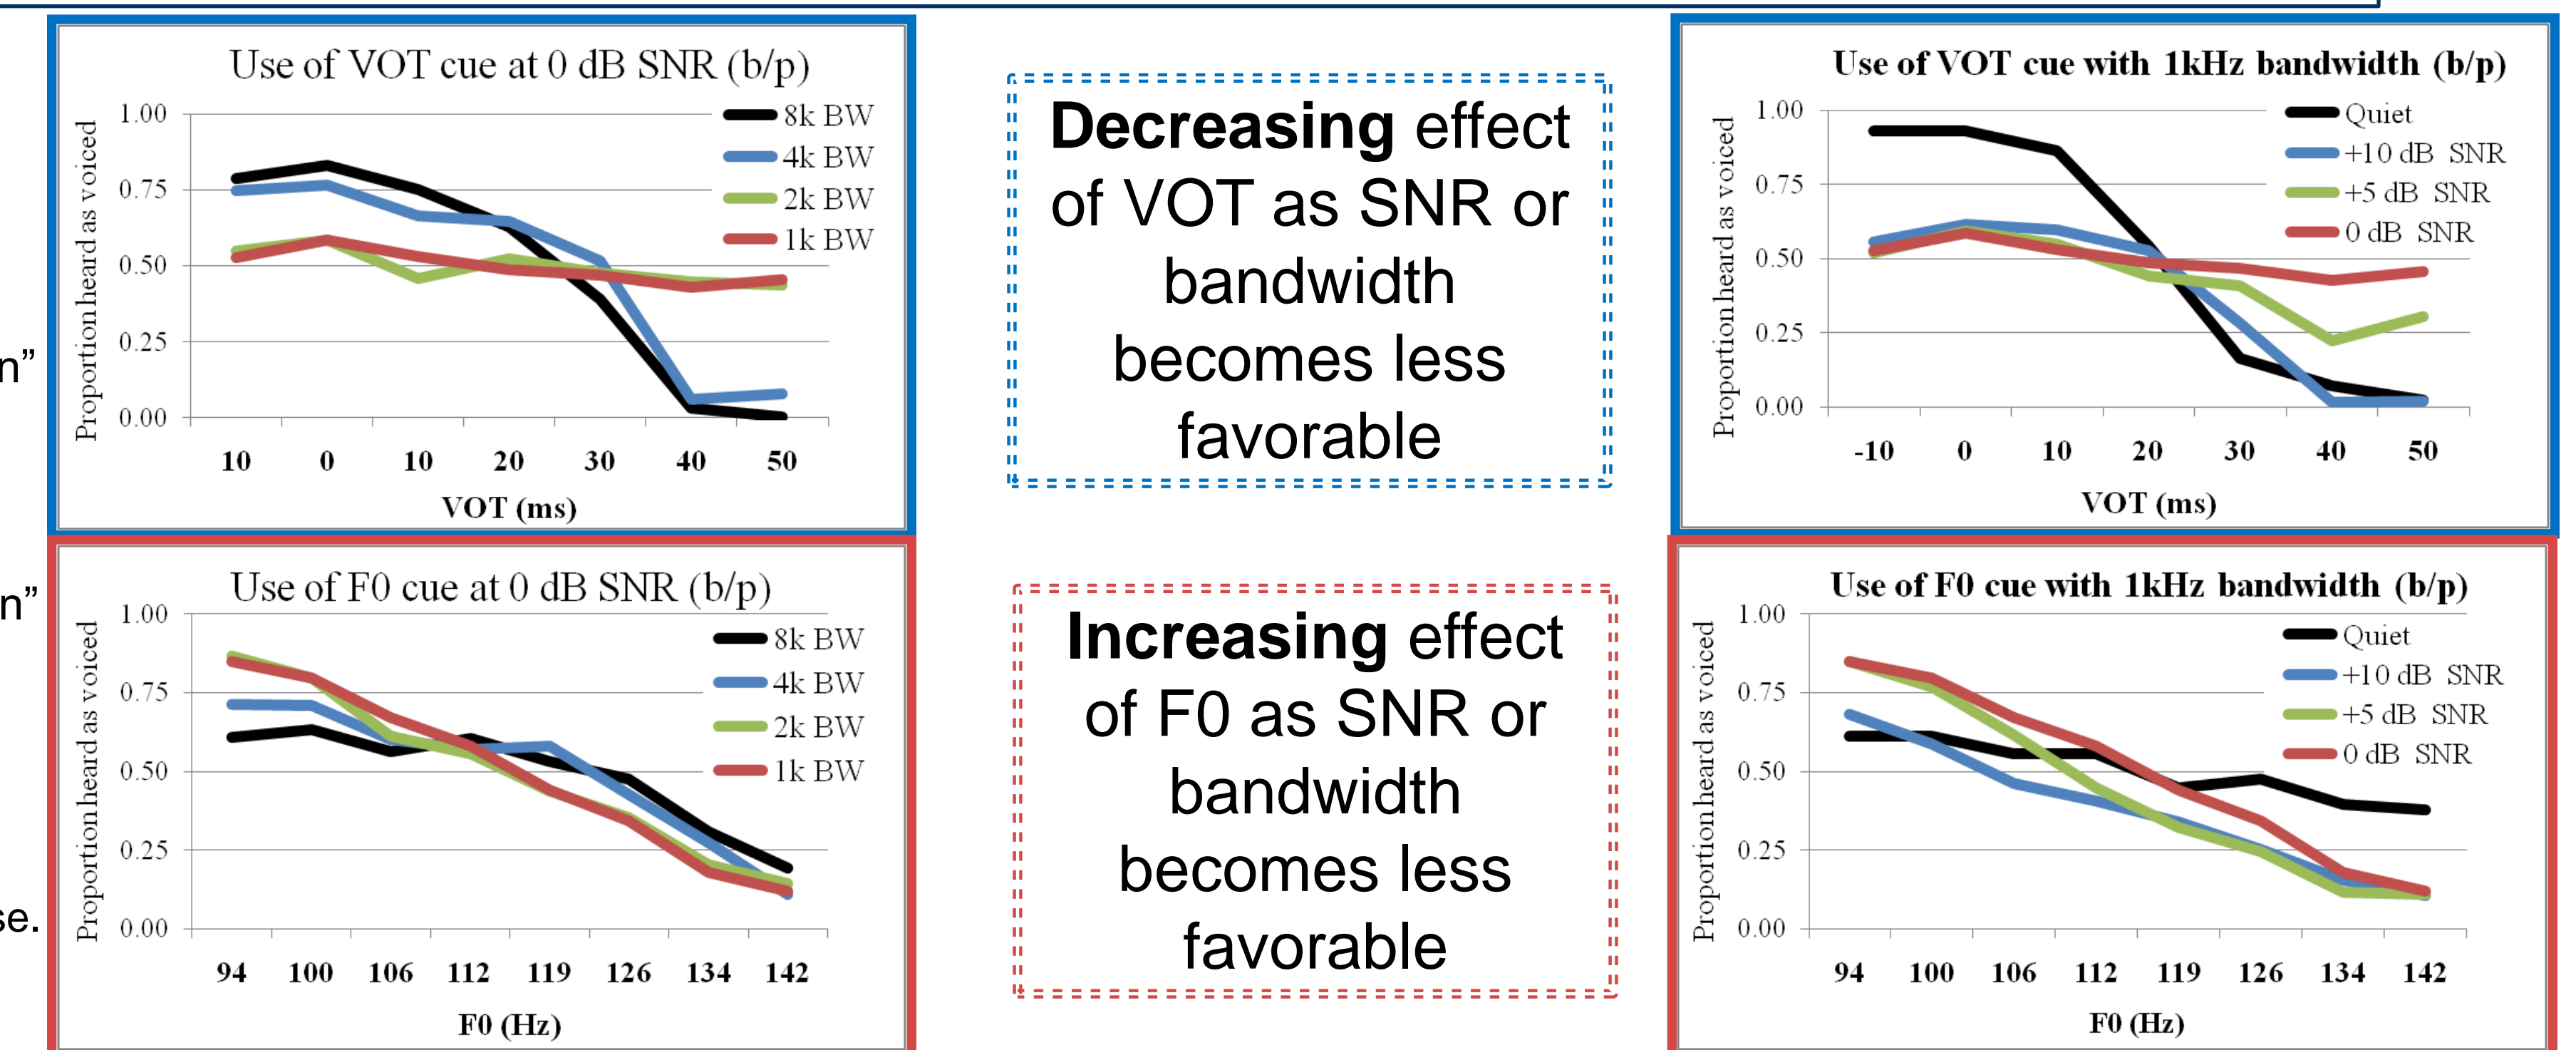 n”
n”
se.
Use of VOT cue at 0 dB SNR (b/p)
Proportion heard as voiced
1.00
0.75
0.50
0.25
0.00
8k BW
4k BW
2k BW
1k BW
10 0 10 20 30 40 50
VOT (ms)
Decreasing effect
of VOT as SNR or
bandwidth
becomes less
favorable
Use of VOT cue with 1kHz bandwidth (b/p)
Proportion heard as voiced
1.00
0.75
0.50
0.25
0.00
Quiet
+10 dB SNR
+5 dB SNR
0 dB SNR
-10 0 10 20 30 40 50
VOT (ms)
Use of F0 cue at 0 dB SNR (b/p)
Proportion heard as voiced
1.00
0.75
0.50
0.25
0.00
8k BW
4k BW
2k BW
1k BW
94 100 106 112 119 126 134 142
F0 (Hz)
Increasing effect
of F0 as SNR or
bandwidth
becomes less
favorable
Use of F0 cue with 1kHz bandwidth (b/p)
Proportion heard as voiced
1.00
0.75
0.50
0.25
0.00
Quiet
+10 dB SNR
+5 dB SNR
0 dB SNR
94 100 106 112 119 126 134 142
F0 (Hz)